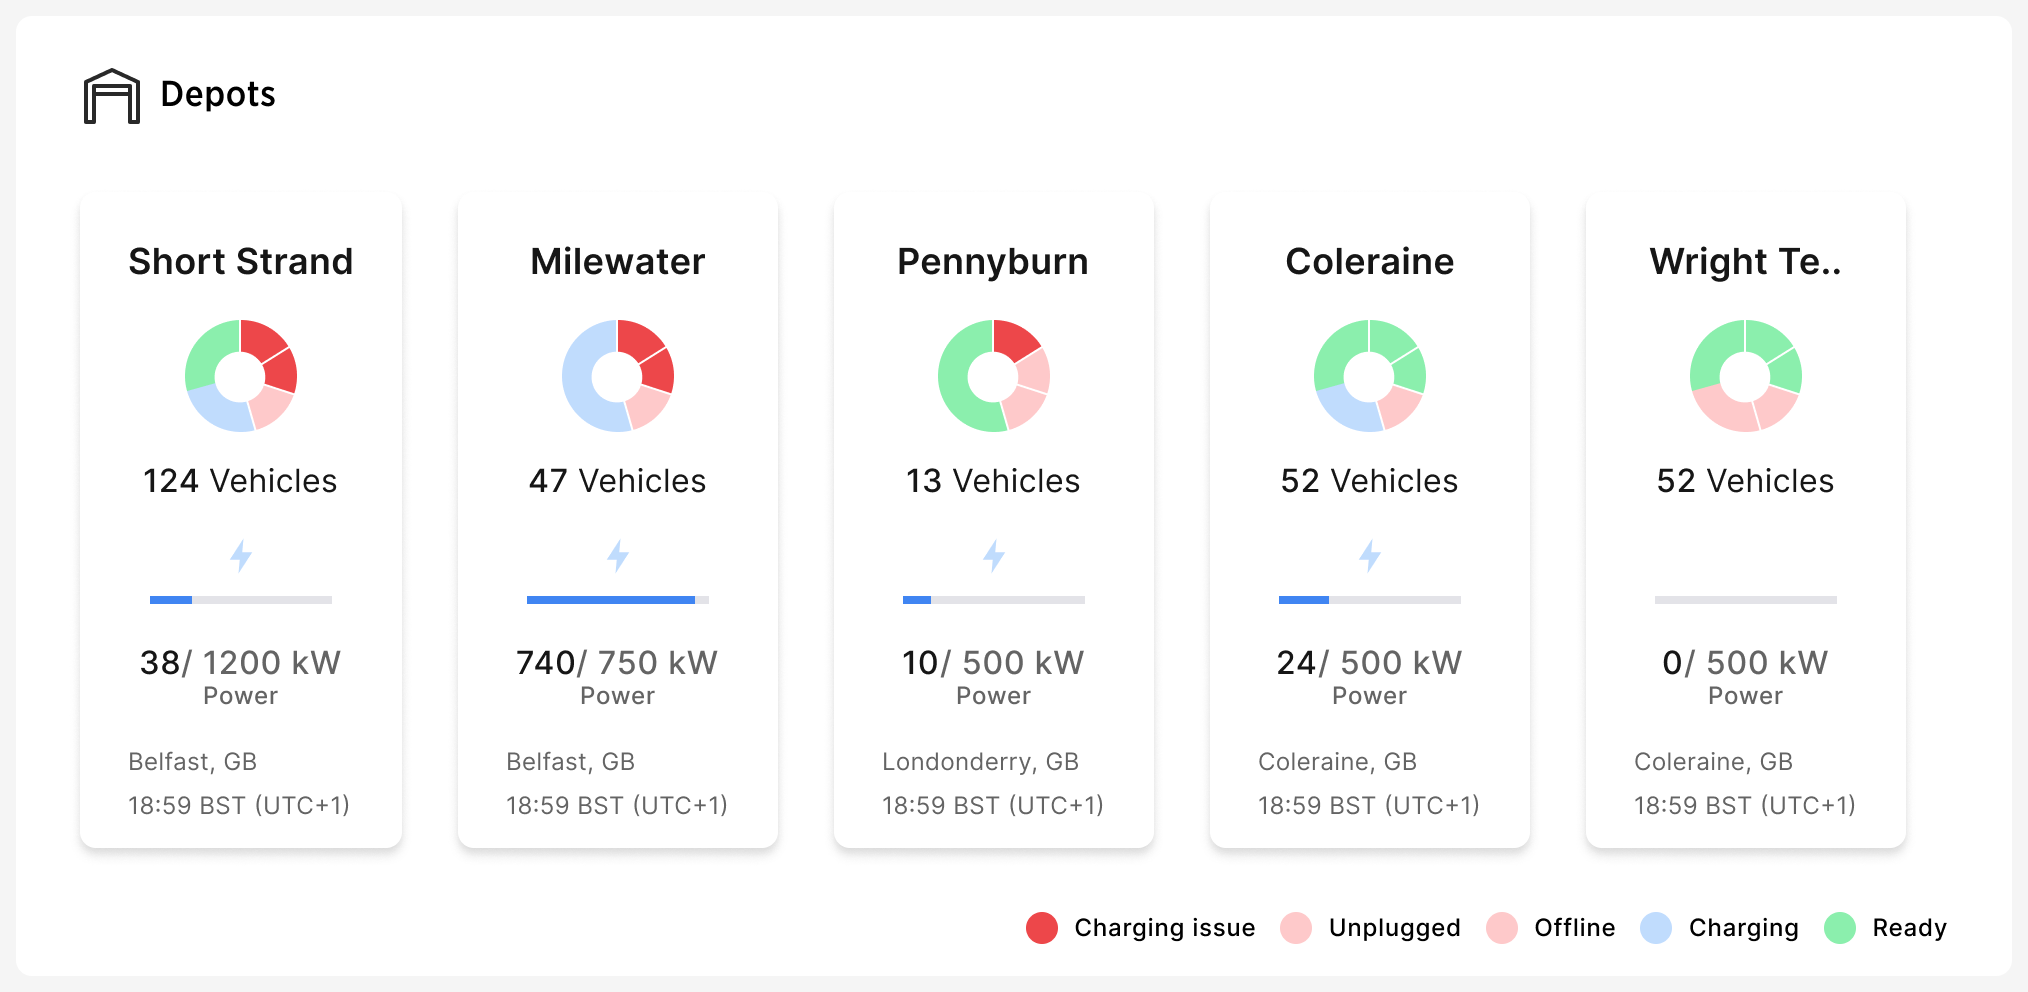 Depots
Short Strand
124 Vehicles
38/ 1200 kW
Power
Belfast, GB
18:59 BST (UTC+1)
Milewater
47 Vehicles
740/ 750 kW
Power
Belfast, GB
18:59 BST (UTC+1)
Pennyburn
13 Vehicles
10/ 500 kW
Power
Londonderry, GB
18:59 BST (UTC+1)
Coleraine
52 Vehicles
24/ 500 kW
Power
Coleraine, GB
18:59 BST (UTC+1)
Wright Te..
52 Vehicles
0/ 500 kW
Power
Coleraine, GB
18:59 BST (UTC+1)
Charging issue Unplugged Offline Charging Ready